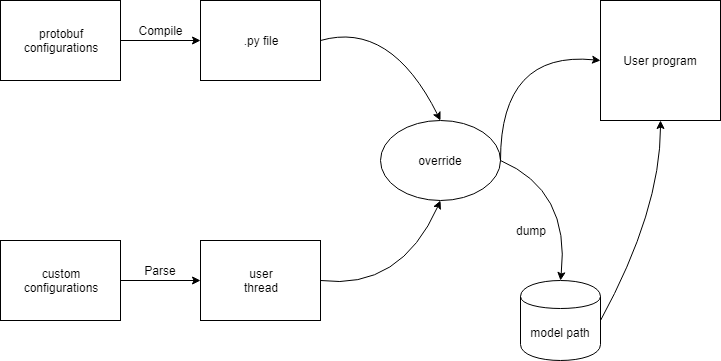 protobuf
configurations
Compile
.py file
User program
override
dump
custom
configurations
Parse
user
thread
model path